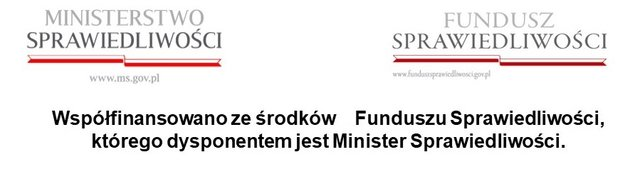 MINISTERSTWO
SPRAWIEDLIWOŚCI
www.ms.gov.pl
FUNDUSZ
SPRAWIEDLIWOŚCI
www.funduszsprawiedliwosci.gov.pl
Współfinansowano ze środków Funduszu Sprawiedliwości,
którego dysponentem jest Minister Sprawiedliwości.